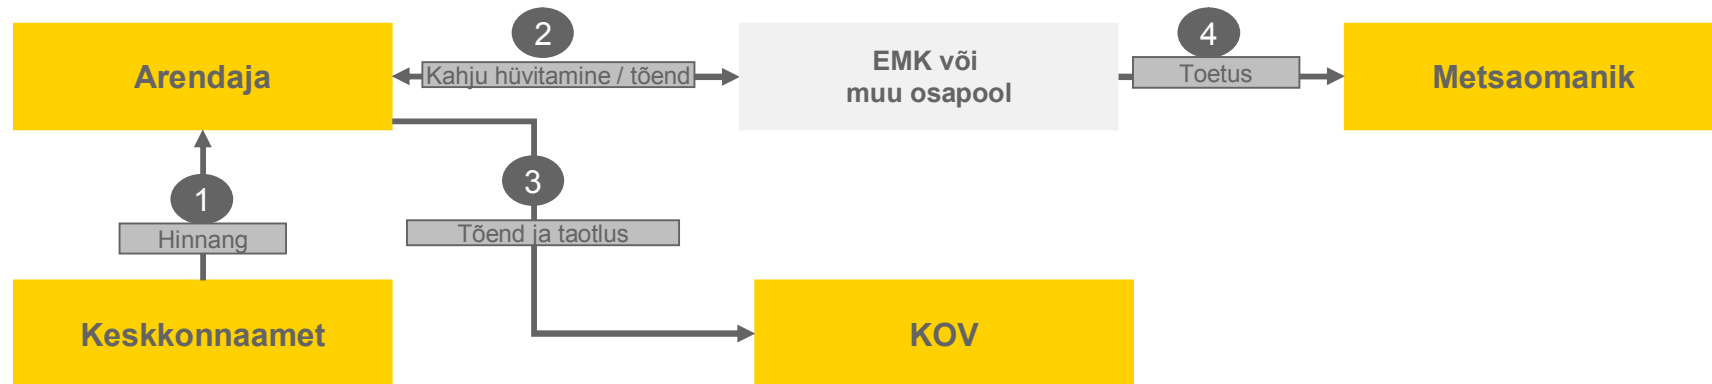 2
4
Arendaja
Kahju hüvitamine / tõend
EMK või
muu osapool
Toetus
Metsaomanik
1
3
Hinnang
Tõend ja taotlus
Keskkonnaamet
KOV